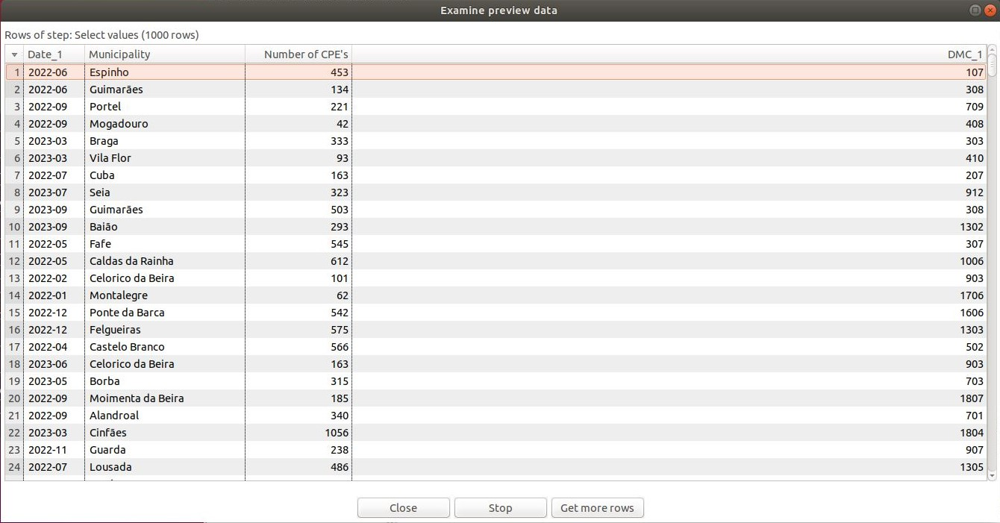 Examine preview data
Rows of step: Select values (1000 rows)
Date_1 Municipality Number of CPE's DMC_1
1 2022-06 Espinho 453 107
2 2022-06 Guimarães 134 308
3 2022-09 Portel 221 709
4 2022-09 Mogadouro 42 408
5 2023-03 Braga 333 303
6 2023-03 Vila Flor 93 410
7 2022-07 Cuba 163 207
8 2023-07 Seia 323 912
9 2023-09 Guimarães 503 308
10 2023-09 Baião 293 1302
11 2022-05 Fafe 545 307
12 2022-05 Caldas da Rainha 612 1006
13 2022-02 Celorico da Beira 101 903
14 2022-01 Montalegre 62 1706
15 2022-12 Ponte da Barca 542 1606
16 2022-12 Felgueiras 575 1303
17 2022-04 Castelo Branco 566 502
18 2023-06 Celorico da Beira 163 903
19 2023-05 Borba 315 703
20 2022-09 Moimenta da Beira 185 1807
21 2022-09 Alandroal 340 701
22 2023-03 Cinfães 1056 1804
23 2022-11 Guarda 238 907
24 2022-07 Lousada 486 1305
Close Stop Get more rows